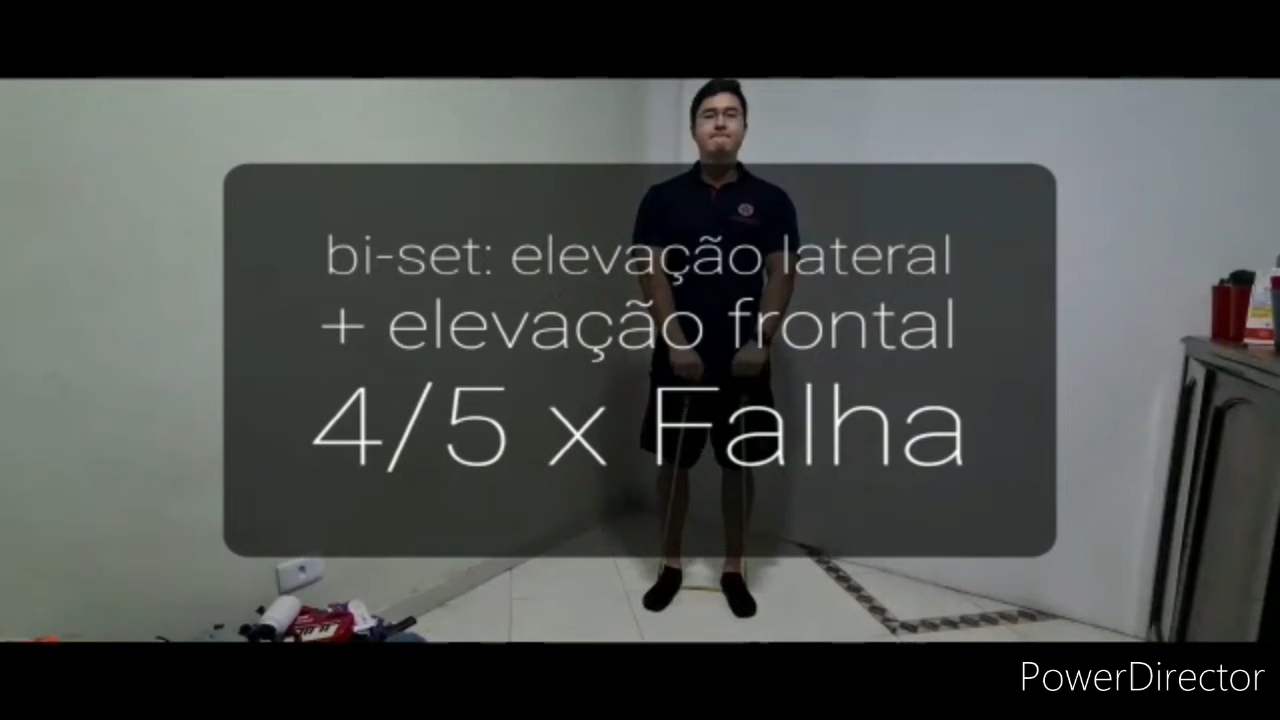 bi-set: elevação lateral
+ elevação frontal
4/5 x Falha
PowerDirector